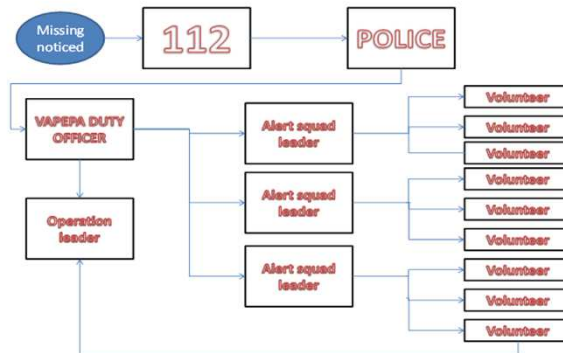 Missing
noticed
112
POLICE
VAPEPA DUTY
OFFICER
Operation
leader
Alert squad
leader
Alert squad
leader
Alert squad
leader
Volunteer
Volunteer
Volunteer
Volunteer
Volunteer
Volunteer
Volunteer
Volunteer
Volunteer